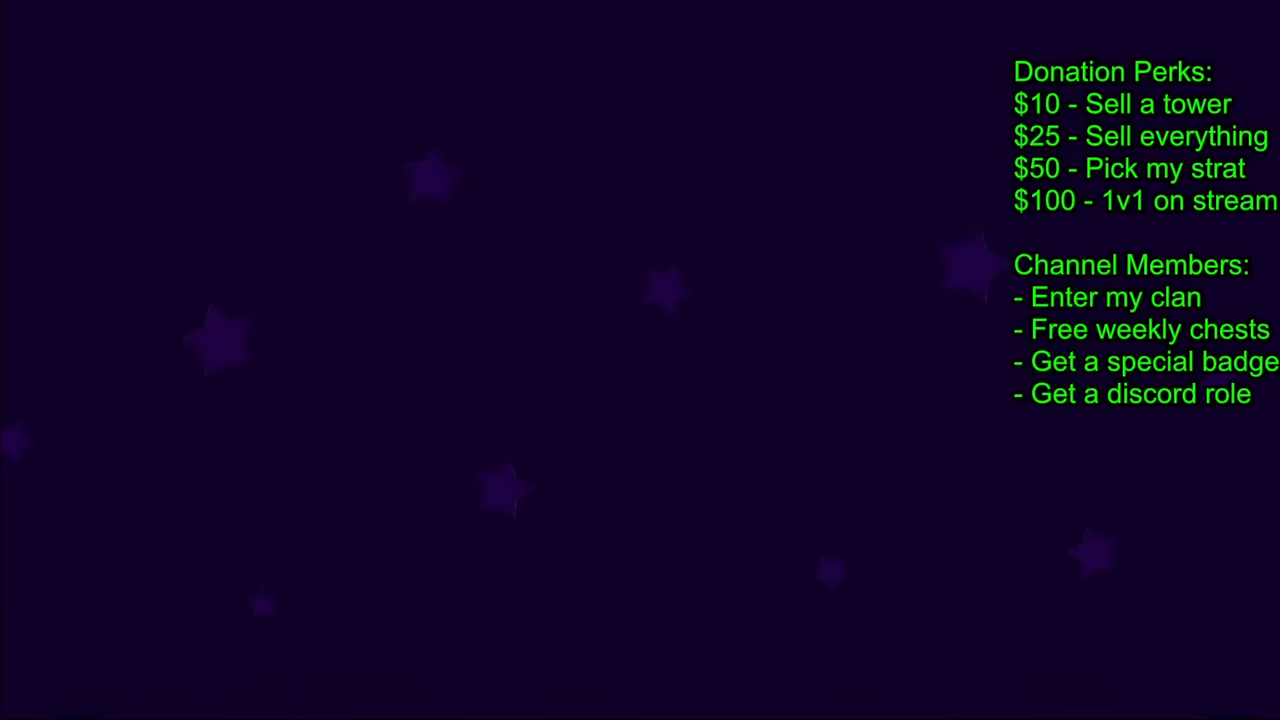 Donation Perks:
$10 - Sell a tower
$25 - Sell everything
$50 - Pick my strat
$100 - 1v1 on stream
Channel Members:
- Enter my clan
- Free weekly chests
- Get a special badge
- Get a discord role